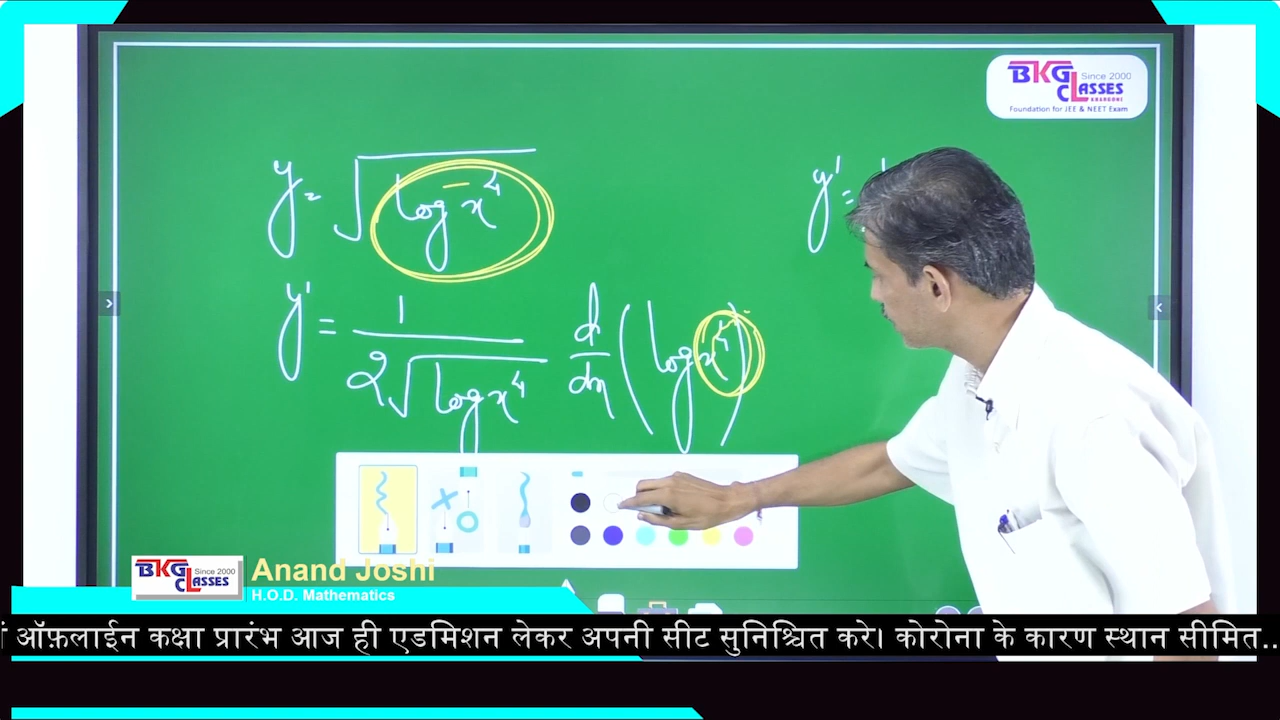 BKG CLASSES Since 2000
KHARGONE
Foundation for JEE & NEET Exam
y = √(log x⁴)
y' =
y' = 1/(2√(log x⁴)) d/dx (log x⁴)
BKG CLASSES Since 2000
Anand Joshi
H.O.D. Mathematics
ऑफ़लाईन कक्षा प्रारंभ आज ही एडमिशन लेकर अपनी सीट सुनिश्चित करे। कोरोना के कारण स्थान सीमित..